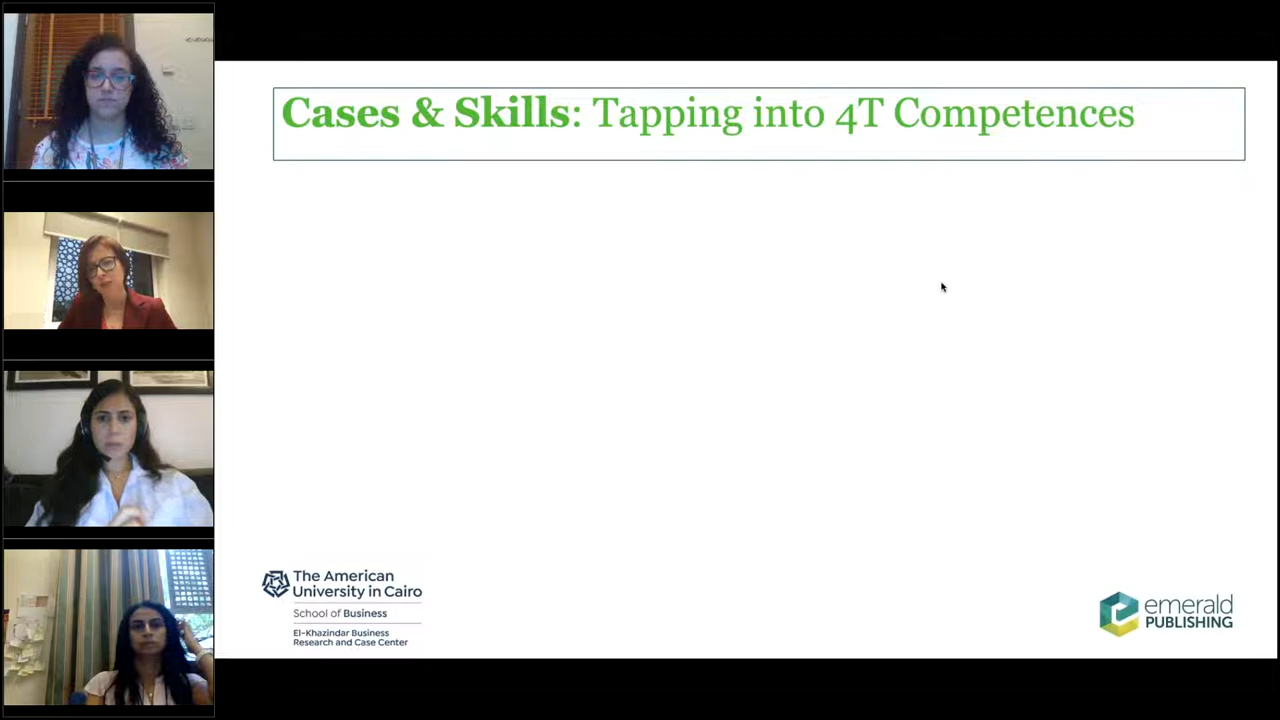 Cases & Skills: Tapping into 4T Competences
The American
University in Cairo
School of Business
El-Khazindar Business
Research and Case Center
emerald
PUBLISHING